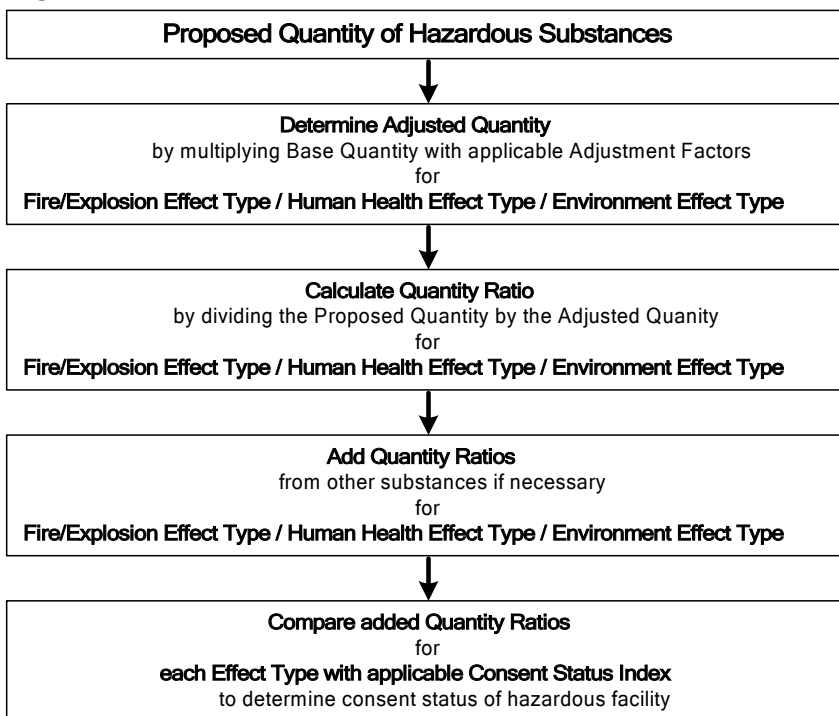 Proposed Quantity of Hazardous Substances
Determine Adjusted Quantity
by multiplying Base Quantity with applicable Adjustment Factors
for
Fire/Explosion Effect Type / Human Health Effect Type / Environment Effect Type
Calculate Quantity Ratio
by dividing the Proposed Quantity by the Adjusted Quanity
for
Fire/Explosion Effect Type / Human Health Effect Type / Environment Effect Type
Add Quantity Ratios
from other substances if necessary
for
Fire/Explosion Effect Type / Human Health Effect Type / Environment Effect Type
Compare added Quantity Ratios
for
each Effect Type with applicable Consent Status Index
to determine consent status of hazardous facility